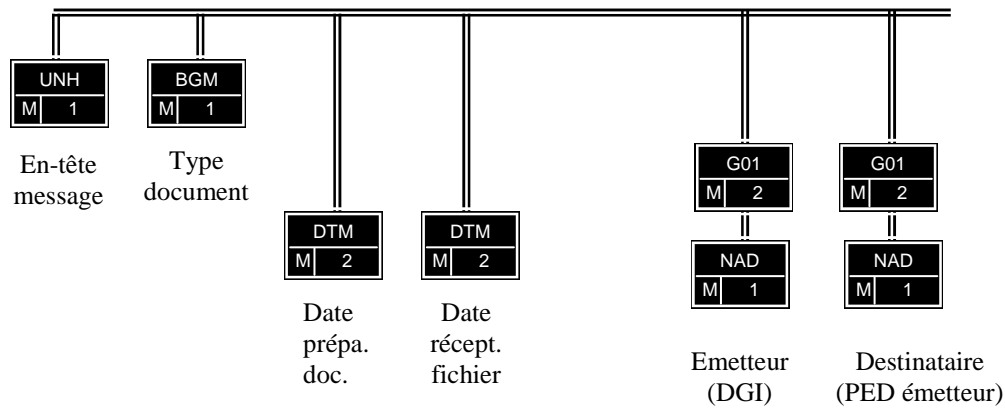 UNH
M 1
En-tête
message
BGM
M 1
Type
document
DTM
M 2
Date
prépa.
doc.
DTM
M 2
Date
récept.
fichier
G01
M 2
NAD
M 1
Emetteur
(DGI)
G01
M 2
NAD
M 1
Destinataire
(PED émetteur)